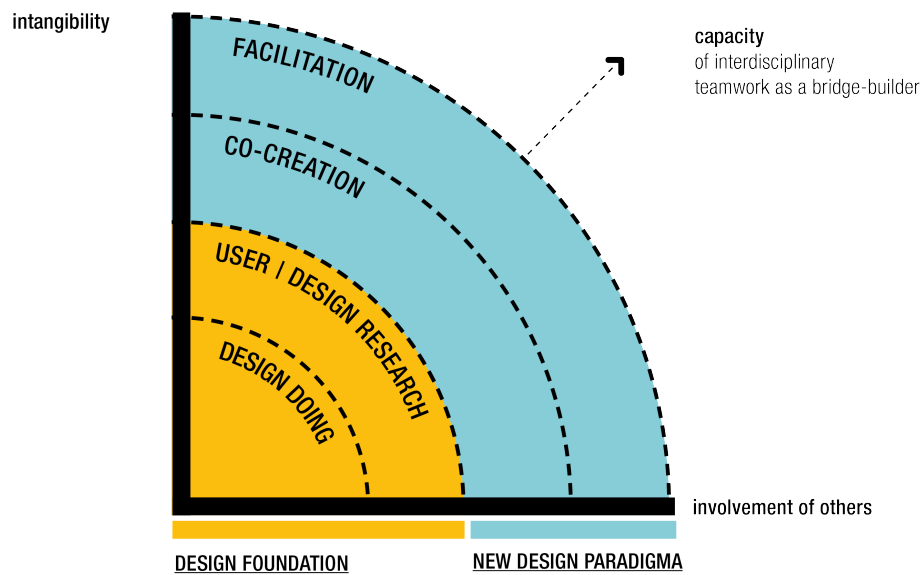 intangibility
capacity
of interdisciplinary
teamwork as a bridge-builder
FACILITATION
CO-CREATION
USER | DESIGN RESEARCH
DESIGN DOING
involvement of others
DESIGN FOUNDATION
NEW DESIGN PARADIGMA